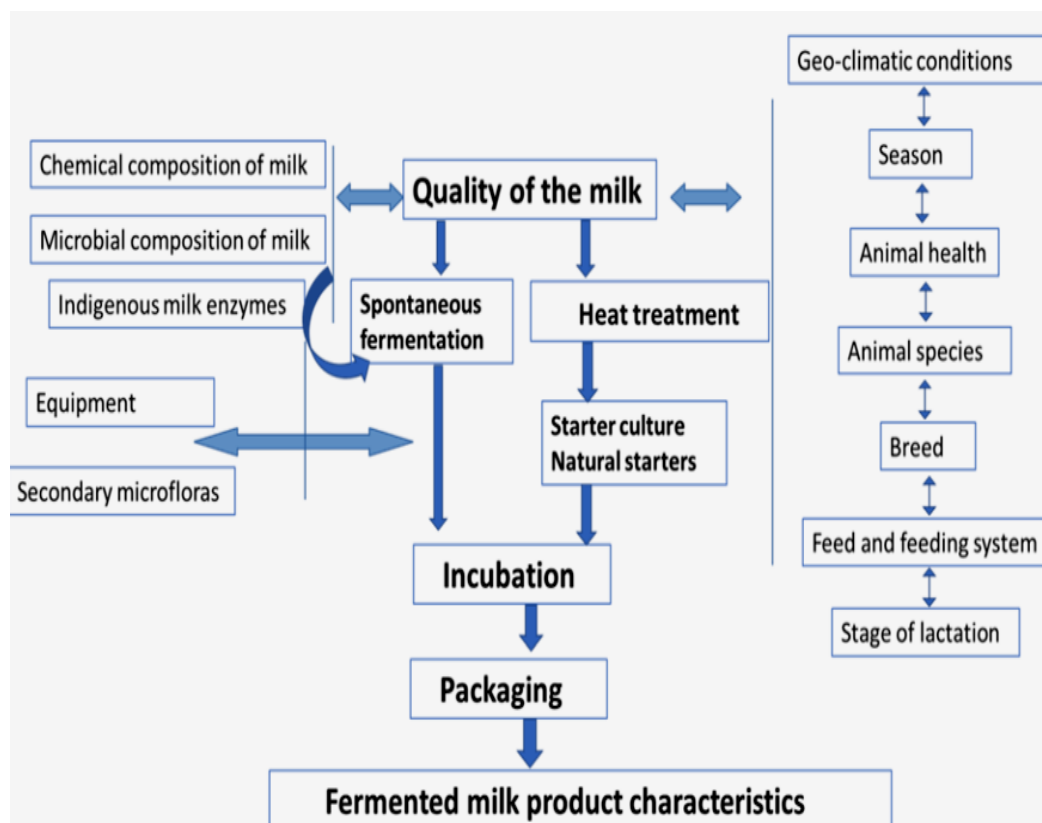 Geo-climatic conditions
Chemical composition of milk
Season
Quality of the milk
Microbial composition of milk
Animal health
Indigenous milk enzymes
Spontaneous
fermentation
Heat treatment
Animal species
Equipment
Starter culture
Natural starters
Breed
Secondary microfloras
Feed and feeding system
Incubation
Stage of lactation
Packaging
Fermented milk product characteristics